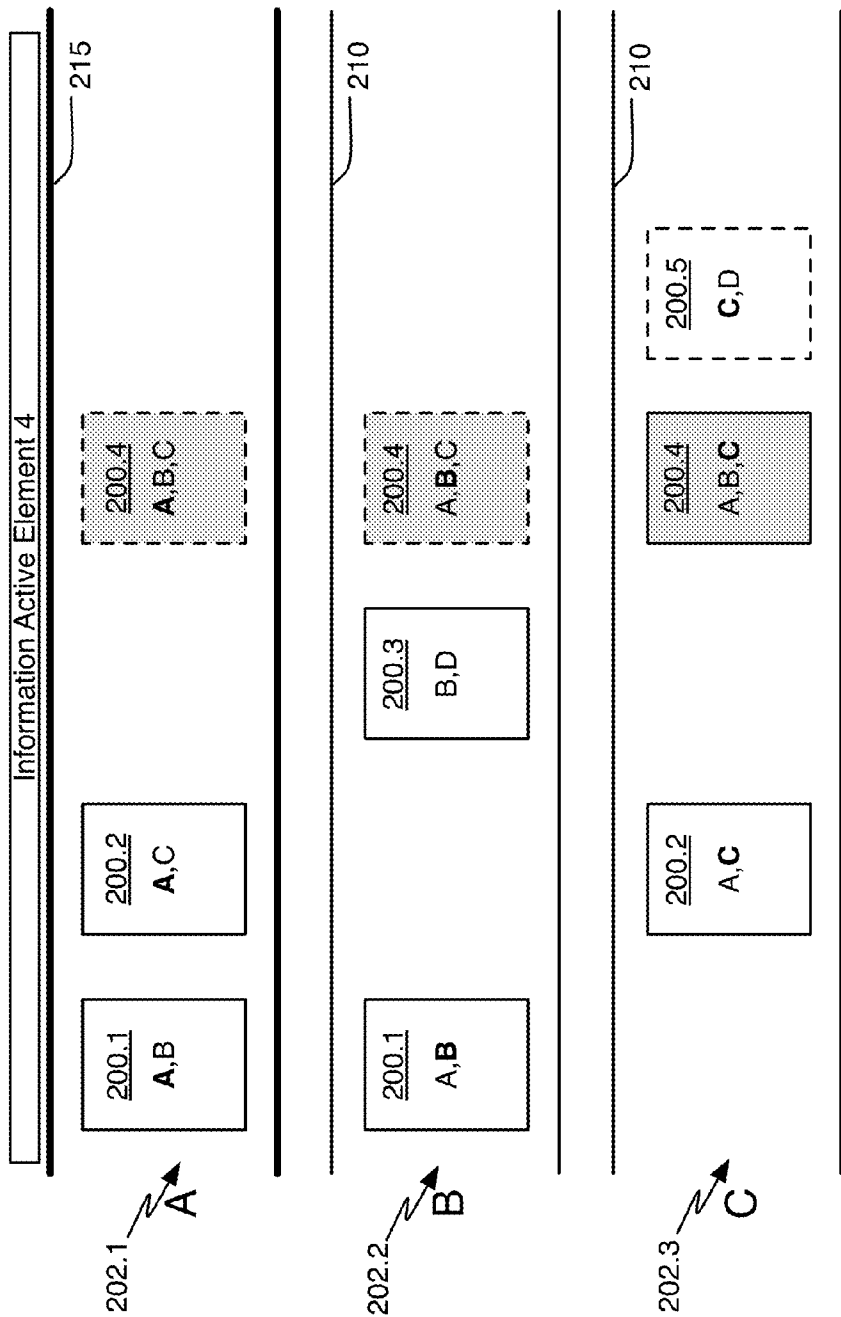 Information Active Element 4
215
202.1
A
200.1
A,B
200.2
A,C
200.4
A,B,C
210
202.2
B
200.1
A,B
200.3
B,D
200.4
A,B,C
210
202.3
C
200.2
A,C
200.4
A,B,C
200.5
C,D